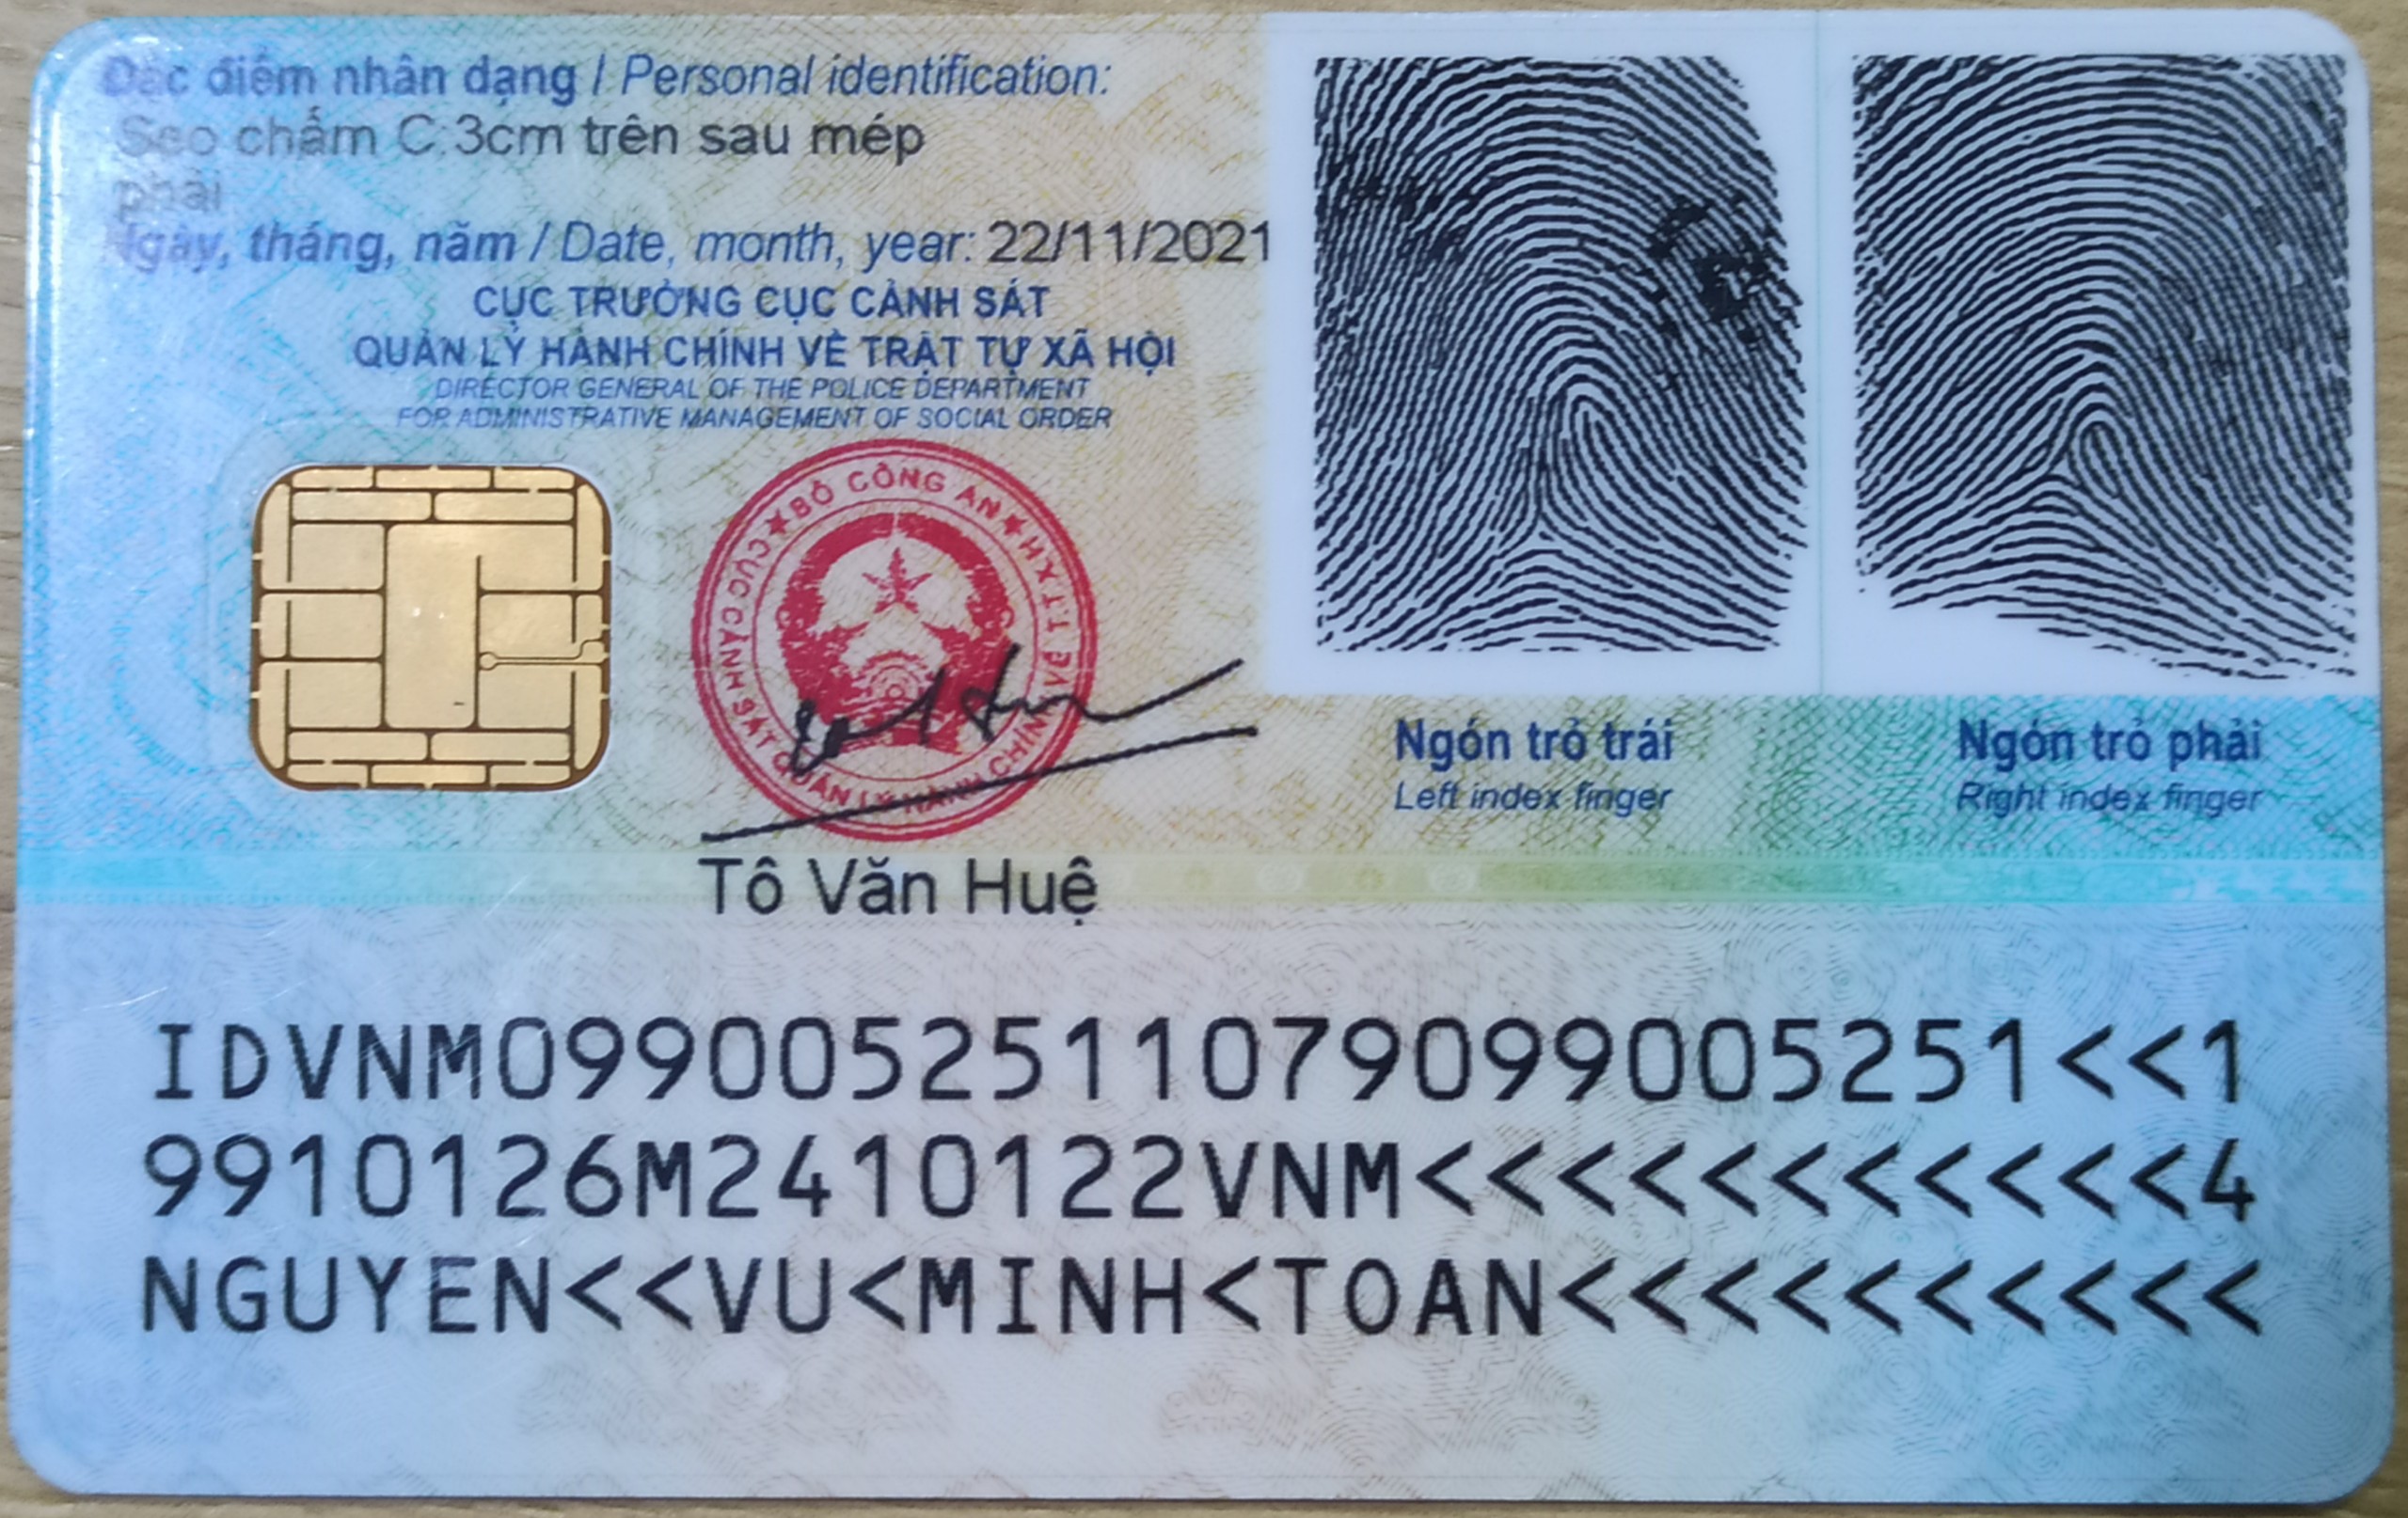 Đặc điểm nhân dạng / Personal identification:
Sẹo chấm C:3cm trên sau mép
phải
Ngày, tháng, năm / Date, month, year: 22/11/2021
CỤC TRƯỞNG CỤC CẢNH SÁT
QUẢN LÝ HÀNH CHÍNH VỀ TRẬT TỰ XÃ HỘI
DIRECTOR GENERAL OF THE POLICE DEPARTMENT
FOR ADMINISTRATIVE MANAGEMENT OF SOCIAL ORDER
BỘ CÔNG AN
CỤC CẢNH SÁT QUẢN LÝ HÀNH CHÍNH VỀ TTXH
Tô Văn Huệ
Ngón trỏ trái
Left index finger
Ngón trỏ phải
Right index finger
IDVNM0990052511079099005251<<1
9910126M2410122VNM<<<<<<<<<<<4
NGUYEN<<VU<MINH<TOAN<<<<<<<<<<